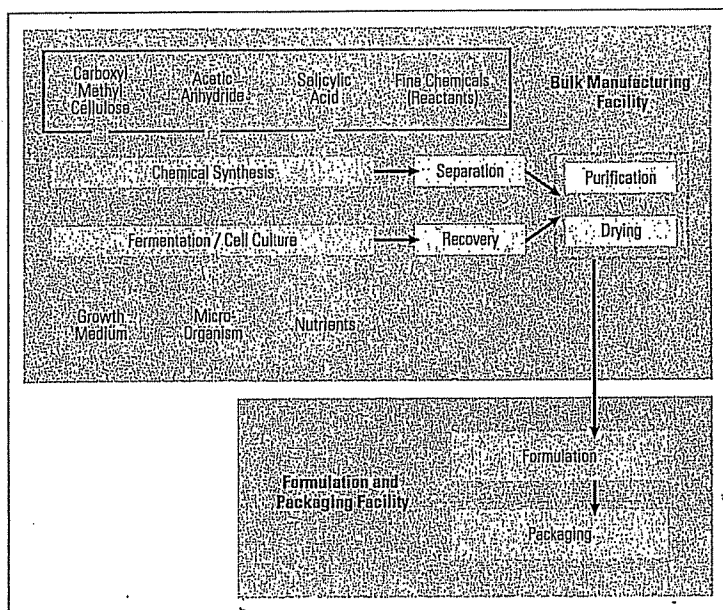 Carboxyl
Methyl
Cellulose
Acetic
Anhydride
Salicylic
Acid
Fine Chemicals
(Reactants)
Bulk Manufacturing
Facility
Chemical Synthesis
Separation
Purification
Fermentation / Cell Culture
Recovery
Drying
Growth
Medium
Micro-
Organism
Nutrients
Formulation and
Packaging Facility
Formulation
Packaging